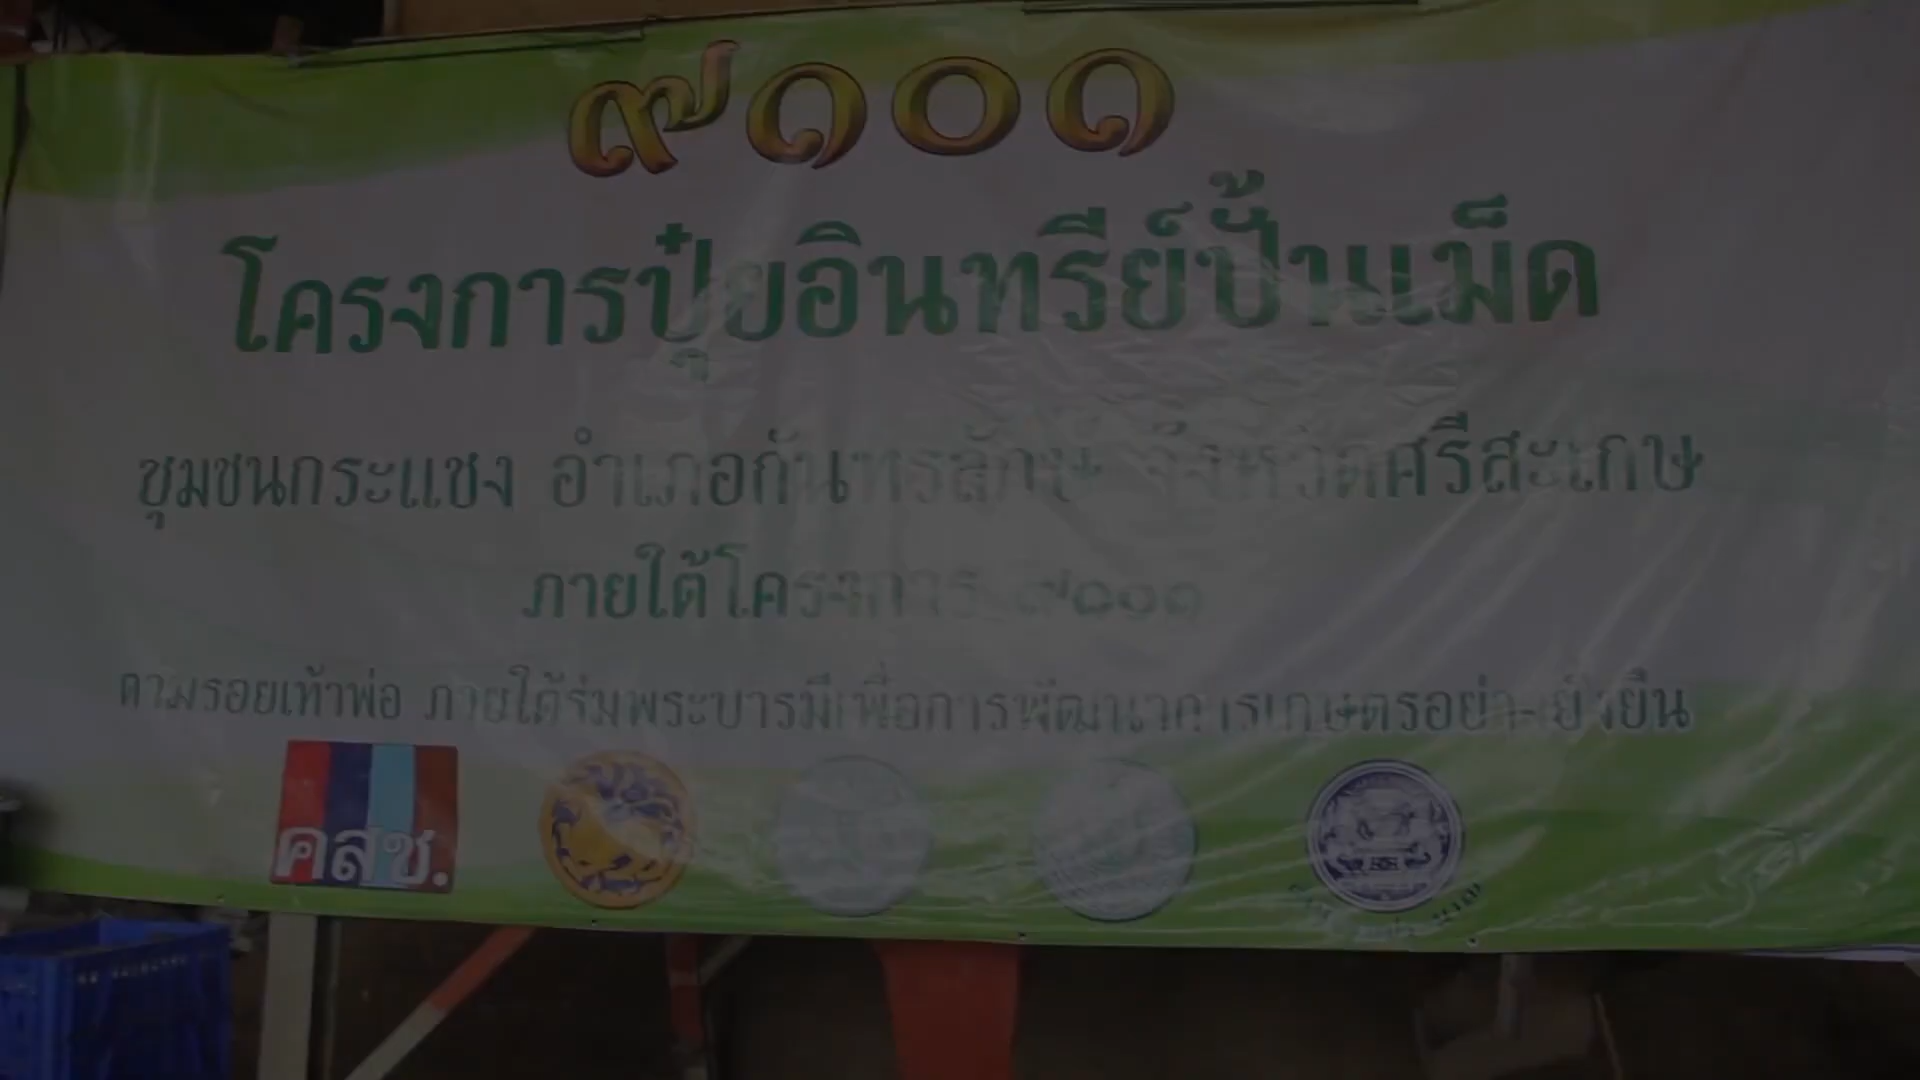 ๙๑๐๑
โครงการปุ๋ยอินทรีย์ปั้นเม็ด
ชุมชนกระแชง อำเภอกันทรลักษ์ จังหวัดศรีสะเกษ
ภายใต้โครงการ ๙๑๐๑
ตามรอยเท้าพ่อ ภายใต้ร่มพระบารมีเพื่อการพัฒนาการเกษตรอย่างยั่งยืน
คสช.